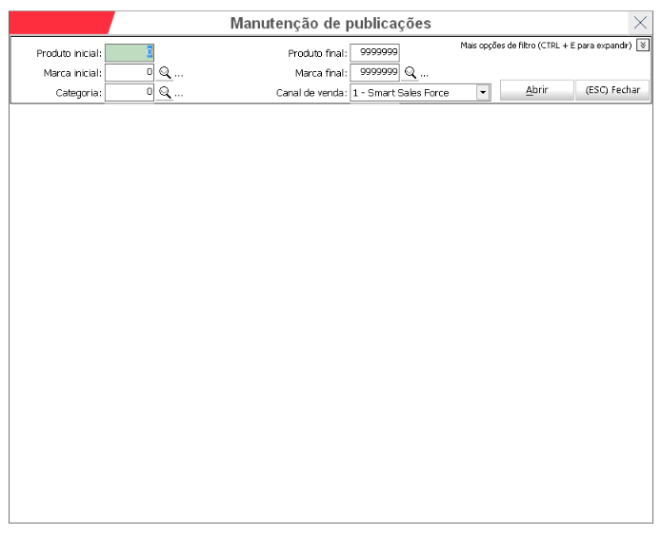 Manutenção de publicações
Produto inicial: 0 Produto final: 9999999 Mais opções de filtro (CTRL + E para expandir)
Marca inicial: 0 ... Marca final: 9999999 ...
Categoria: 0 ... Canal de venda: 1 - Smart Sales Force Abrir (ESC) Fechar